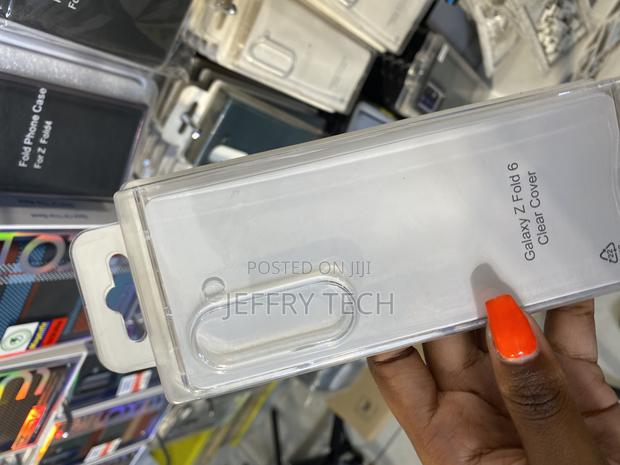 Fold Phone Case
For Z Fold4
Galaxy Z Fold 6
Clear Cover
POSTED ON JIJI
JEFFRY TECH